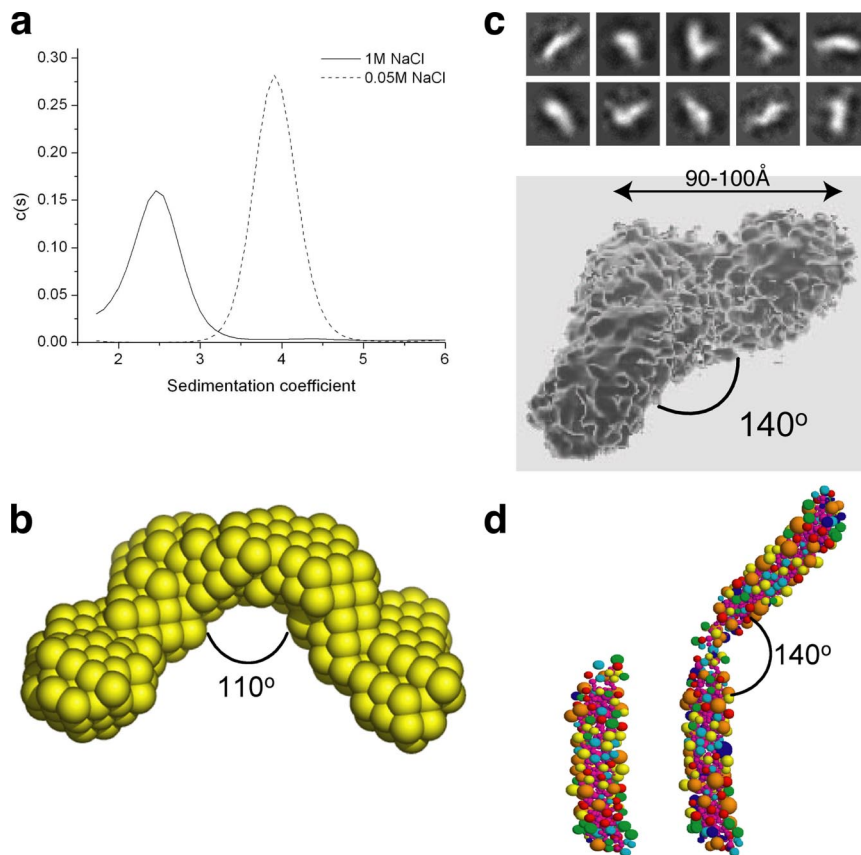 a
1M NaCl
0.05M NaCl
0.30
0.25
0.20
0.15
0.10
0.05
0.00
c(s)
2 3 4 5 6
Sedimentation coefficient
c
90-100Å
140º
b
110º
d
140º